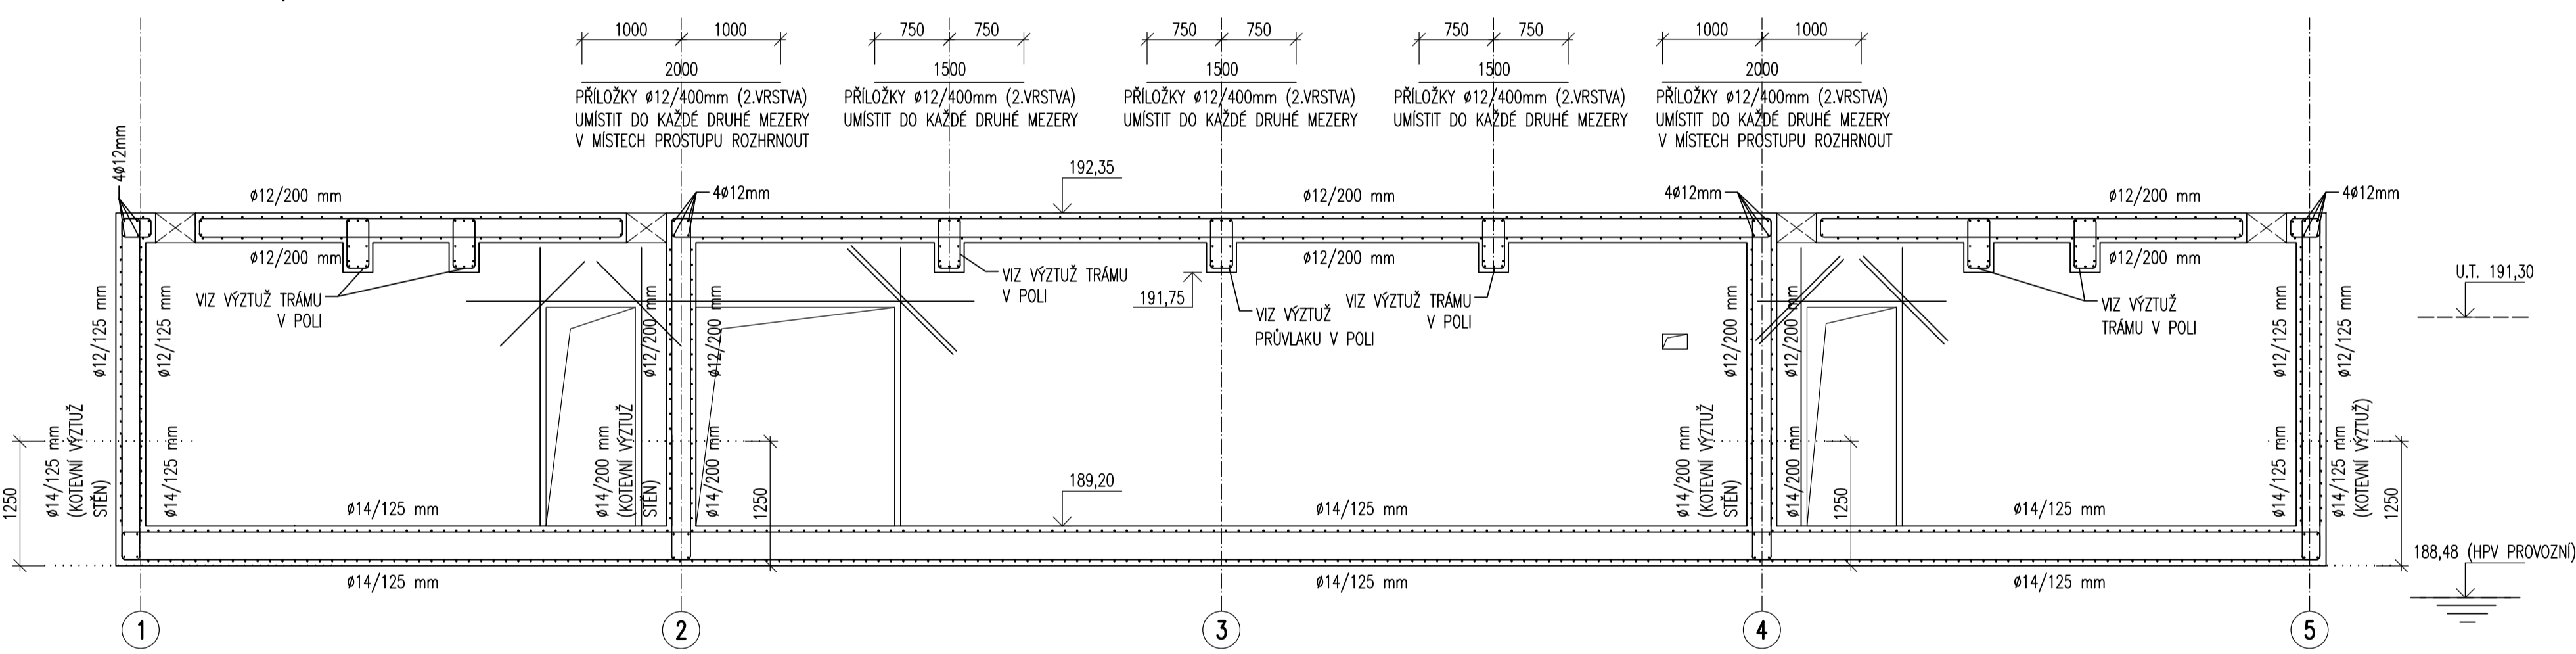 1000 1000
750 750
750 750
750 750
1000 1000
2000
1500
1500
1500
2000
PŘÍLOŽKY ø12/400mm (2.VRSTVA)
UMÍSTIT DO KAŽDÉ DRUHÉ MEZERY
V MÍSTECH PROSTUPU ROZHRNOUT
PŘÍLOŽKY ø12/400mm (2.VRSTVA)
UMÍSTIT DO KAŽDÉ DRUHÉ MEZERY
PŘÍLOŽKY ø12/400mm (2.VRSTVA)
UMÍSTIT DO KAŽDÉ DRUHÉ MEZERY
PŘÍLOŽKY ø12/400mm (2.VRSTVA)
UMÍSTIT DO KAŽDÉ DRUHÉ MEZERY
PŘÍLOŽKY ø12/400mm (2.VRSTVA)
UMÍSTIT DO KAŽDÉ DRUHÉ MEZERY
V MÍSTECH PROSTUPU ROZHRNOUT
4ø12mm
ø12/200 mm
4ø12mm
192,35
ø12/200 mm
4ø12mm
ø12/200 mm
4ø12mm
ø12/200 mm
ø12/200 mm
ø12/200 mm
VIZ VÝZTUŽ TRÁMU
V POLI
VIZ VÝZTUŽ TRÁMU
V POLI
191,75
VIZ VÝZTUŽ
PRŮVLAKU V POLI
VIZ VÝZTUŽ TRÁMU
V POLI
VIZ VÝZTUŽ
TRÁMU V POLI
U.T. 191,30
ø12/125 mm
ø12/125 mm
ø12/200 mm
ø12/200 mm
ø12/200 mm
ø12/200 mm
ø12/125 mm
ø12/125 mm
1250
ø14/125 mm
(KOTEVNÍ VÝZTUŽ
STĚN)
ø14/125 mm
ø14/200 mm
(KOTEVNÍ VÝZTUŽ
STĚN)
ø14/200 mm
1250
189,20
ø14/200 mm
(KOTEVNÍ VÝZTUŽ
STĚN)
ø14/200 mm
1250
ø14/125 mm
ø14/125 mm
(KOTEVNÍ VÝZTUŽ)
1250
ø14/125 mm
ø14/125 mm
ø14/125 mm
188,48 (HPV PROVOZNÍ)
ø14/125 mm
ø14/125 mm
ø14/125 mm
1
2
3
4
5